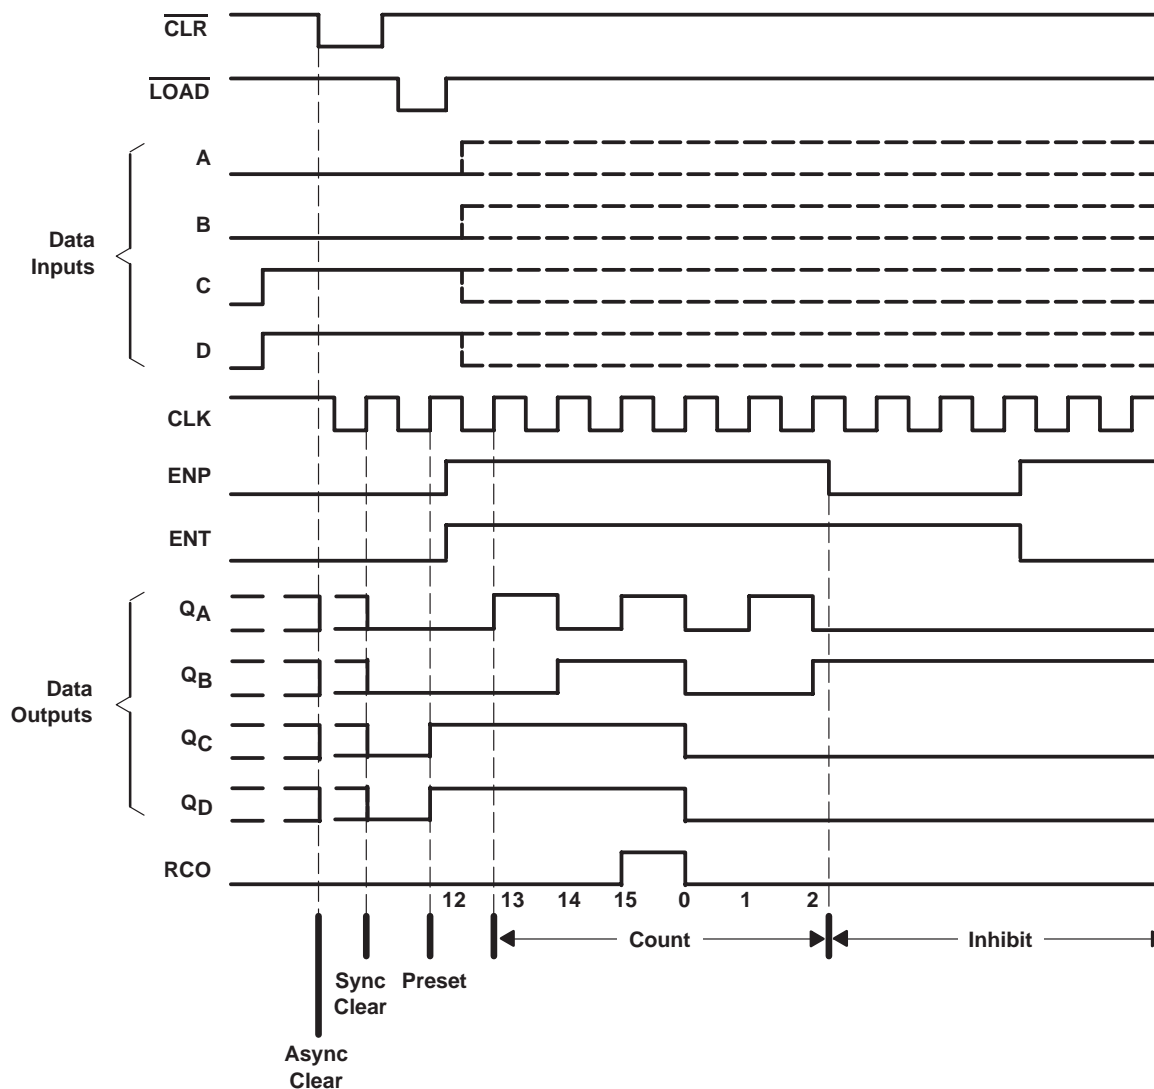 CLR
LOAD
A
B
Data
Inputs
C
D
CLK
ENP
ENT
QA
QB
Data
Outputs
QC
QD
RCO
12 13 14 15 0 1 2
Count Inhibit
Sync
Clear
Preset
Async
Clear